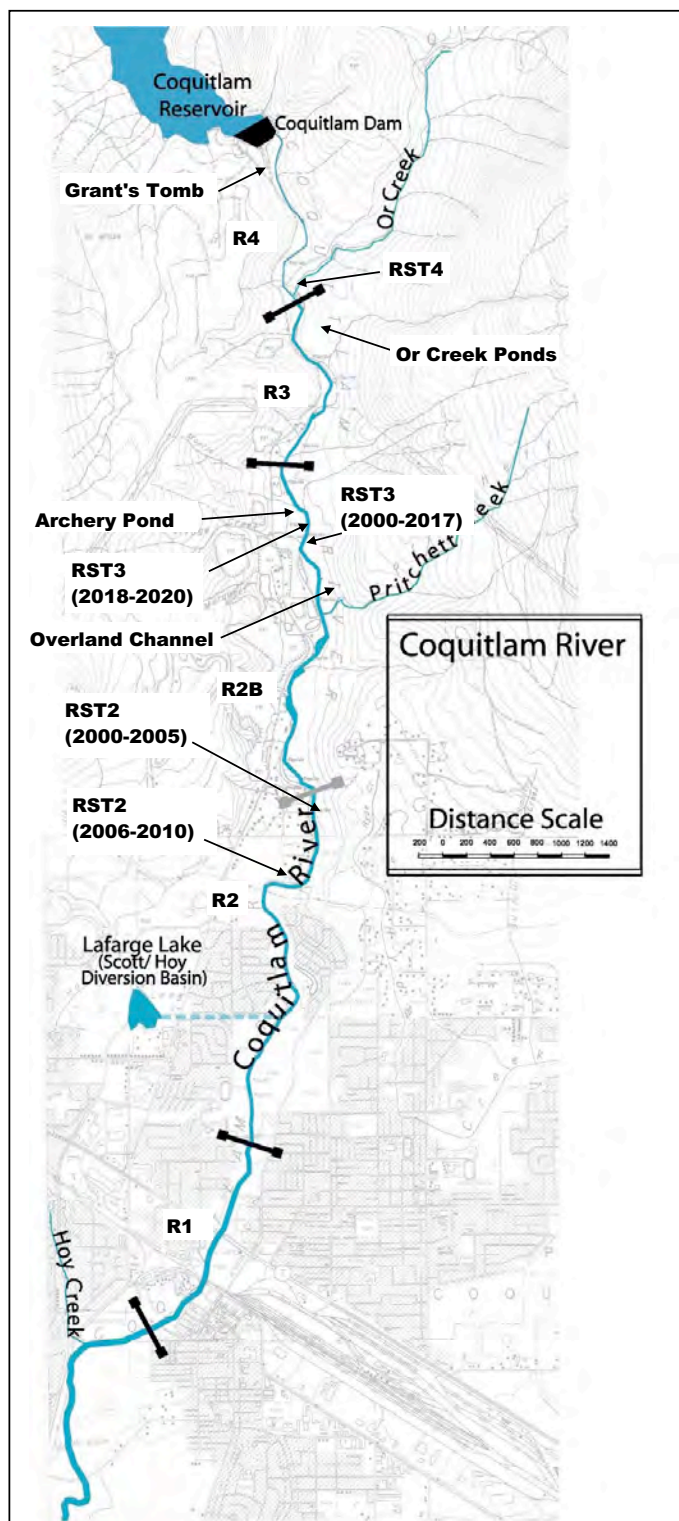 Coquitlam
Reservoir
Coquitlam Dam
Grant's Tomb
Or Creek
R4
RST4
Or Creek Ponds
R3
Archery Pond
RST3
(2000-2017)
RST3
(2018-2020)
Pritchett
eek
Overland Channel
Coquitlam River
R2B
RST2
(2000-2005)
Distance Scale
200 0 200 400 600 800 1000 1200 1400
RST2
(2006-2010)
R2
Coquitlam River
Lafarge Lake
(Scott/ Hoy
Diversion Basin)
R1
Hoy Creek